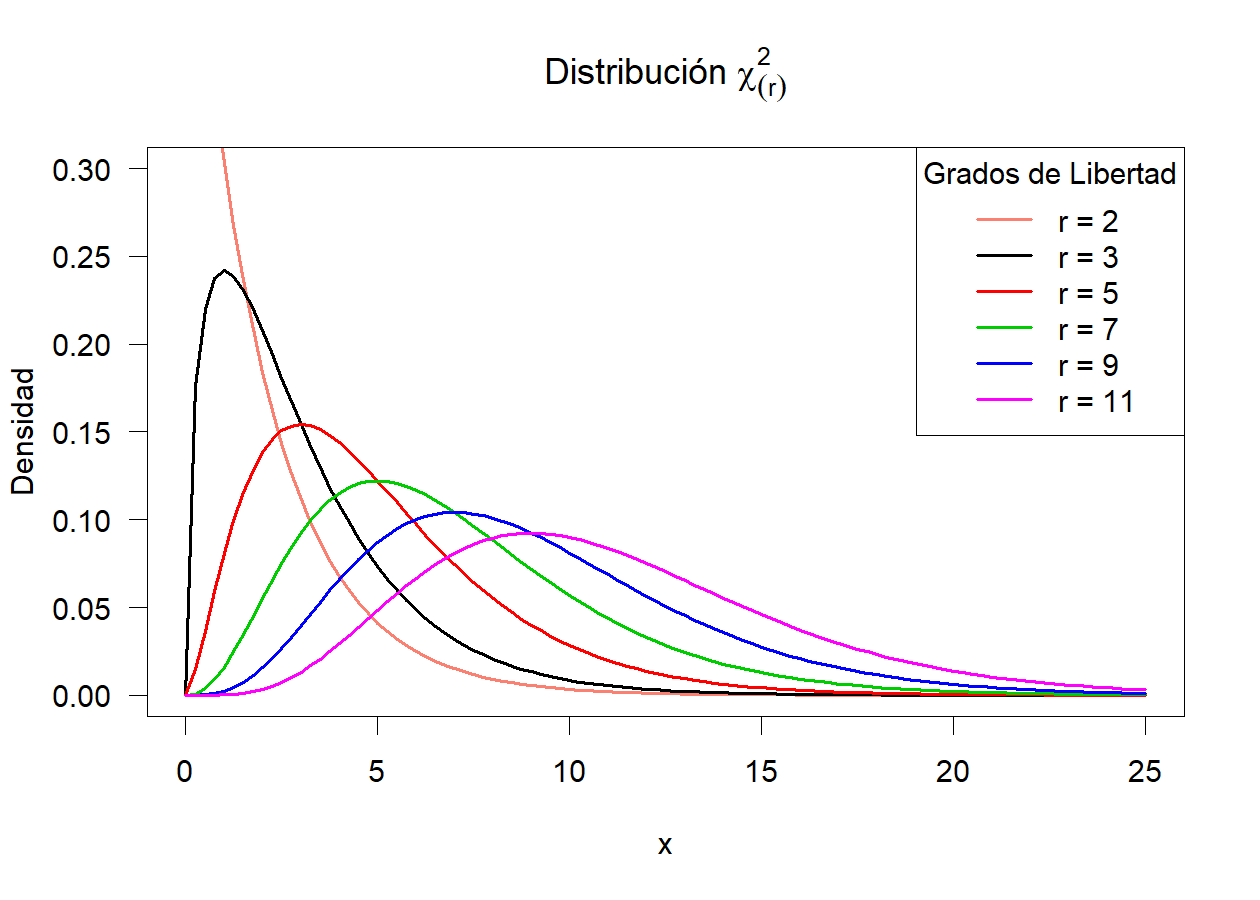 Distribución χ²₍ᵣ₎
Densidad
0.30
0.25
0.20
0.15
0.10
0.05
0.00
0 5 10 15 20 25
x
Grados de Libertad
r = 2
r = 3
r = 5
r = 7
r = 9
r = 11